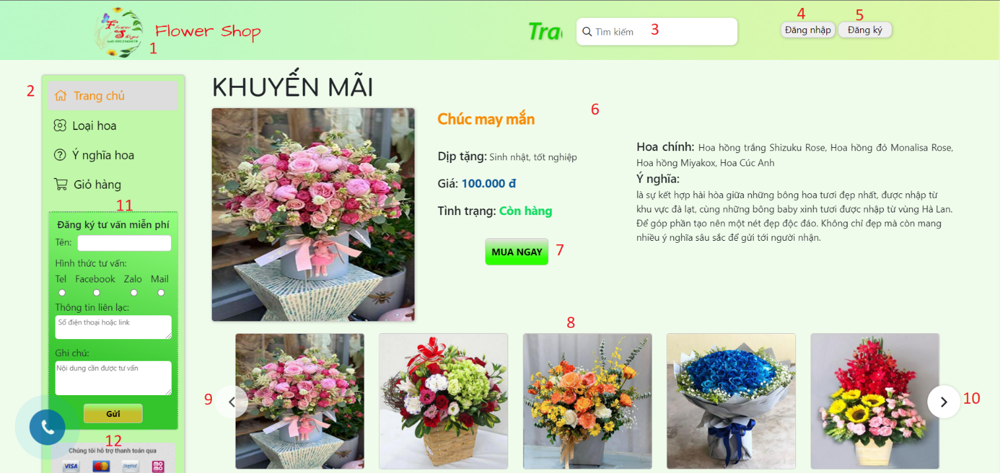 Flower
Shops
Flower Shop
1
Tra
Tìm kiếm
3
4
Đăng nhập
5
Đăng ký
2
Trang chủ
Loại hoa
Ý nghĩa hoa
Giỏ hàng
11
Đăng ký tư vấn miễn phí
Tên:
Hình thức tư vấn:
Tel Facebook Zalo Mail
Thông tin liên lạc:
Số điện thoại hoặc link
Ghi chú:
Nội dung cần được tư vấn
Gửi
12
Chúng tôi hỗ trợ thanh toán qua
VISA
mo
mo
KHUYẾN MÃI
Chúc may mắn
6
Dịp tặng: Sinh nhật, tốt nghiệp
Giá: 100.000 đ
Tình trạng: Còn hàng
MUA NGAY
7
Hoa chính: Hoa hồng trắng Shizuku Rose, Hoa hồng đỏ Monalisa Rose,
Hoa hồng Miyakox, Hoa Cúc Anh
Ý nghĩa:
là sự kết hợp hài hòa giữa những bông hoa tươi đẹp nhất, được nhập từ
khu vực đà lạt, cùng những bông baby xinh tươi được nhập từ vùng Hà Lan.
Để góp phần tạo nên một nét đẹp độc đáo. Không chỉ đẹp mà còn mang
nhiều ý nghĩa sâu sắc để gửi tới người nhận.
8
9
10